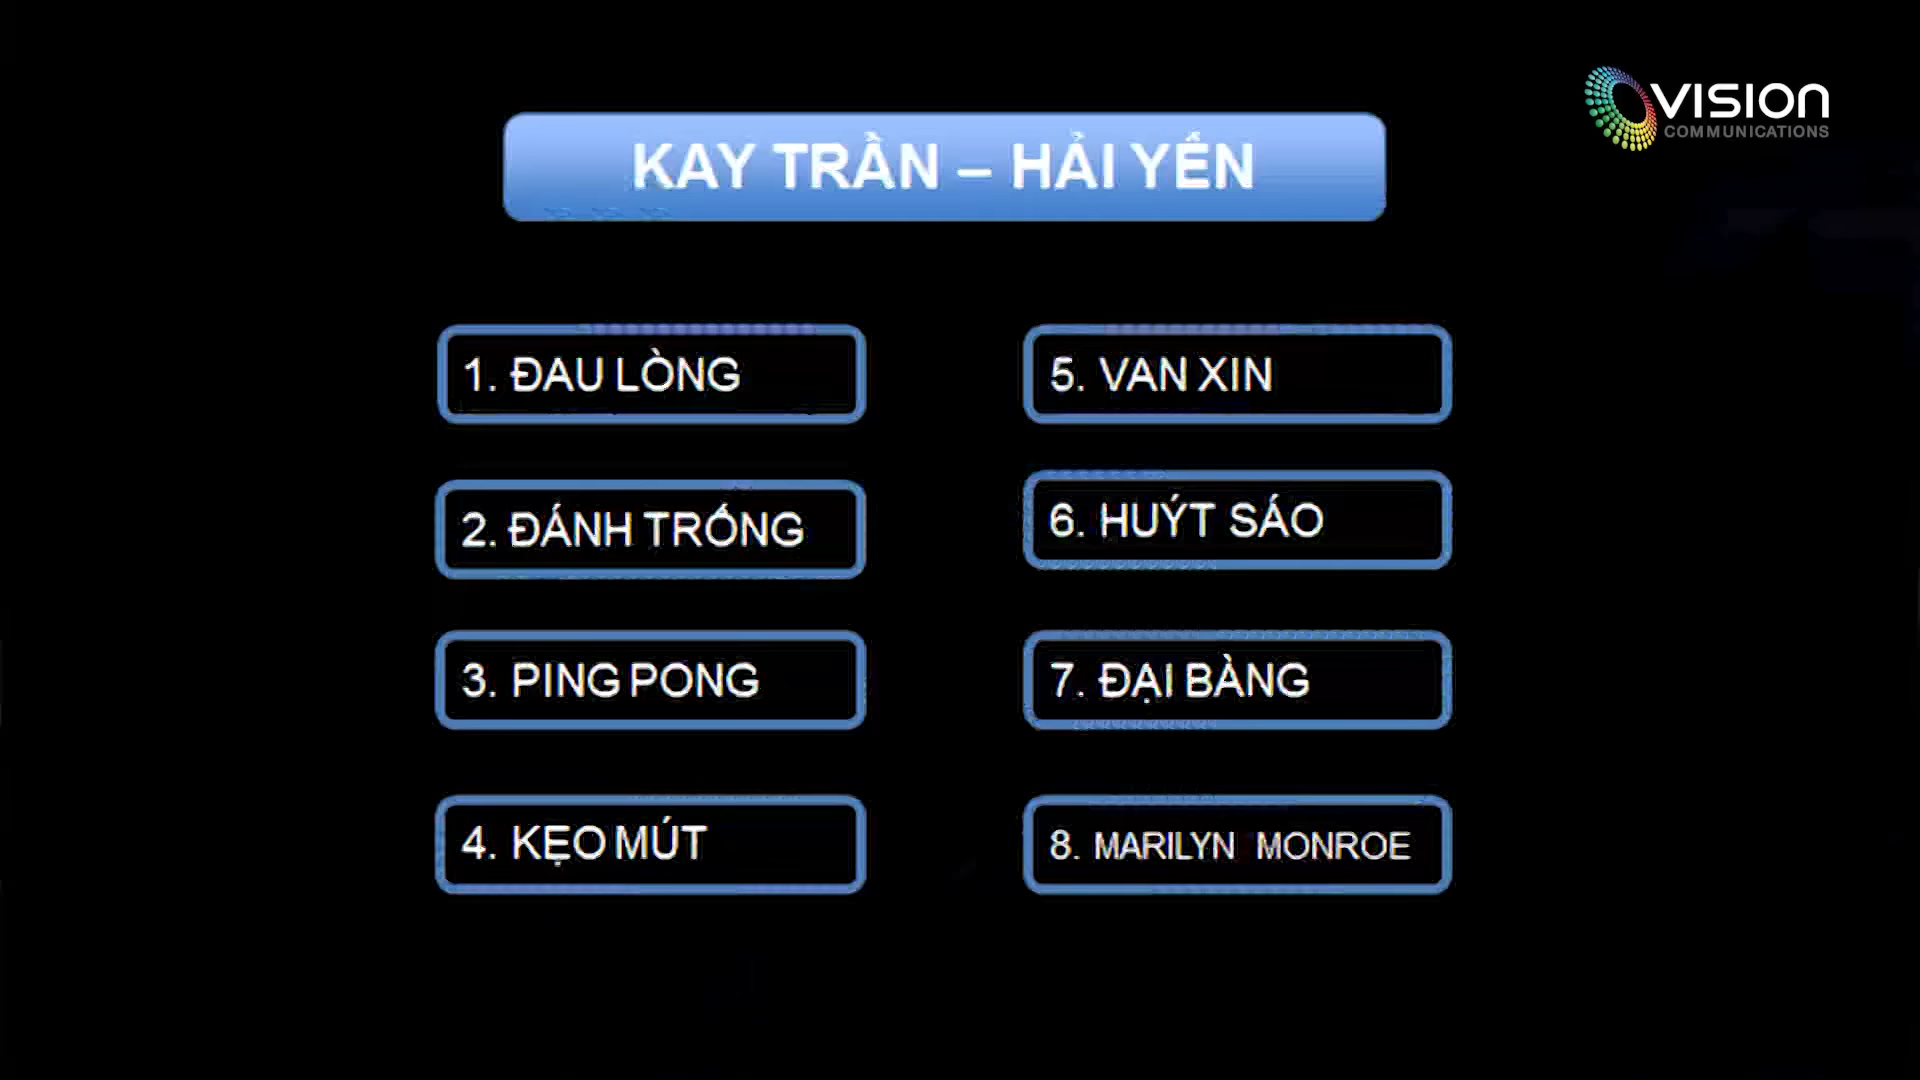 VISION
COMMUNICATIONS
KAY TRẦN – HẢI YẾN
1. ĐAU LÒNG
2. ĐÁNH TRỐNG
3. PING PONG
4. KẸO MÚT
5. VAN XIN
6. HUÝT SÁO
7. ĐẠI BÀNG
8. MARILYN MONROE